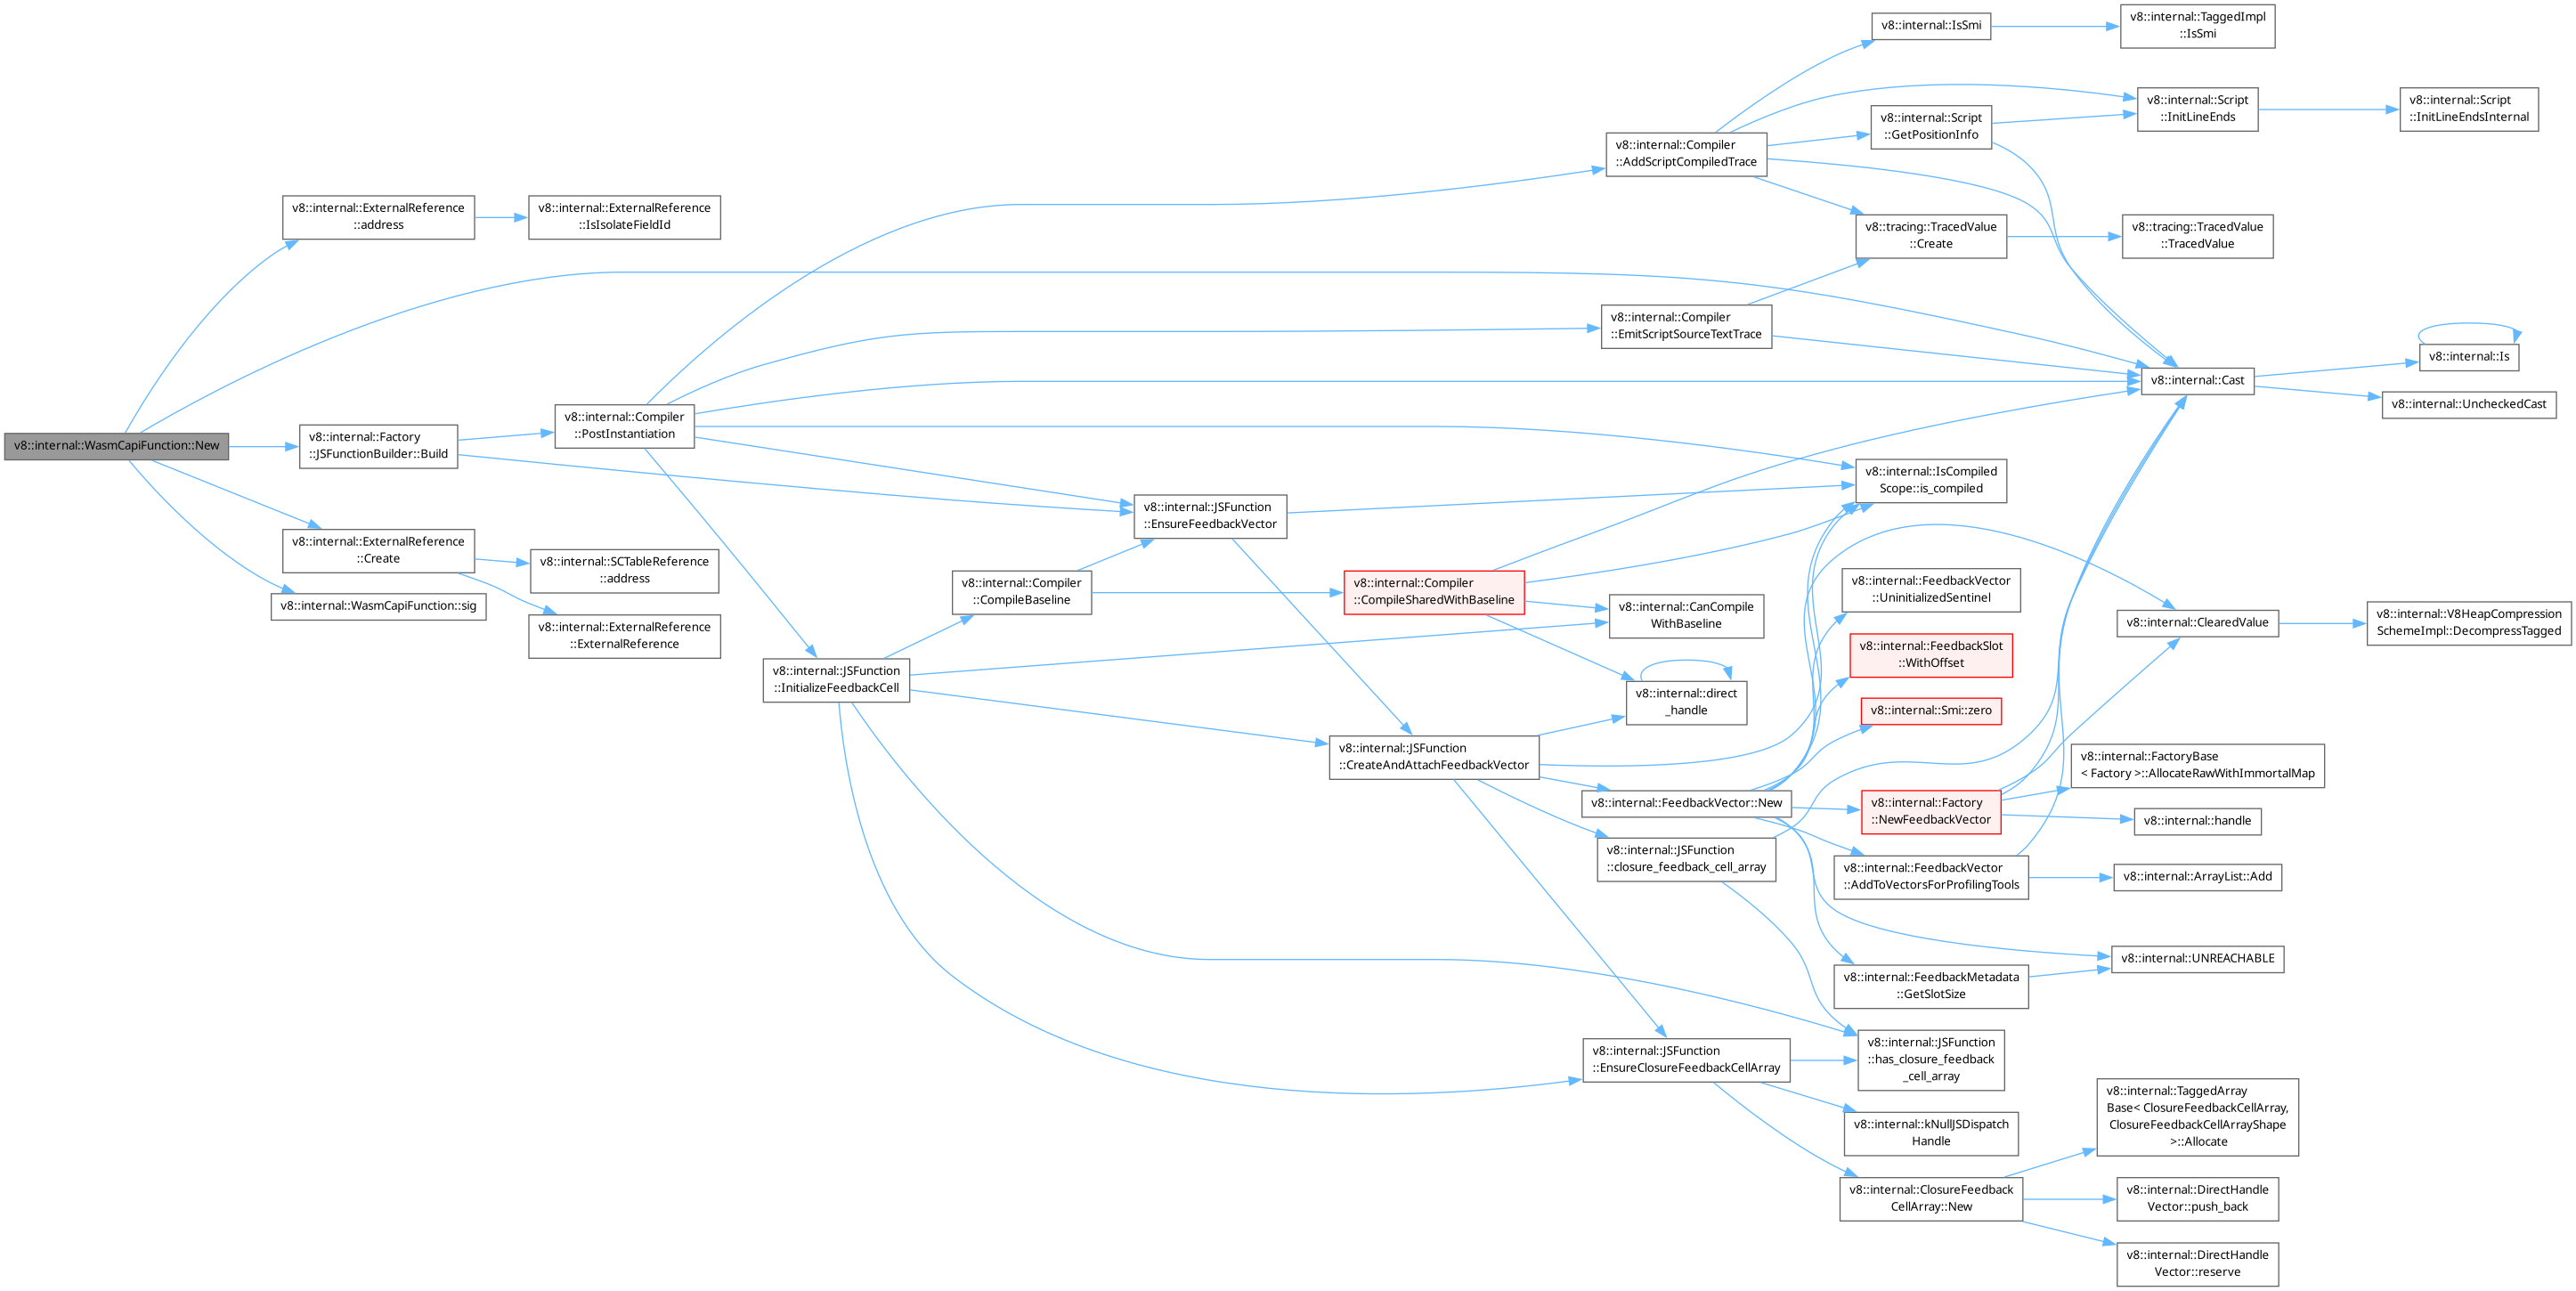 v8::internal::WasmCapiFunction::New
v8::internal::ExternalReference
::address
v8::internal::ExternalReference
::IsIsolateFieldId
v8::internal::Factory
::JSFunctionBuilder::Build
v8::internal::ExternalReference
::Create
v8::internal::SCTableReference
::address
v8::internal::ExternalReference
::ExternalReference
v8::internal::WasmCapiFunction::sig
v8::internal::Compiler
::PostInstantiation
v8::internal::JSFunction
::InitializeFeedbackCell
v8::internal::Compiler
::CompileBaseline
v8::internal::JSFunction
::EnsureFeedbackVector
v8::internal::Compiler
::CompileSharedWithBaseline
v8::internal::JSFunction
::CreateAndAttachFeedbackVector
v8::internal::Compiler
::AddScriptCompiledTrace
v8::internal::Compiler
::EmitScriptSourceTextTrace
v8::internal::CanCompile
WithBaseline
v8::internal::direct
_handle
v8::internal::FeedbackVector::New
v8::internal::JSFunction
::closure_feedback_cell_array
v8::internal::JSFunction
::EnsureClosureFeedbackCellArray
v8::internal::IsSmi
v8::internal::Script
::GetPositionInfo
v8::tracing::TracedValue
::Create
v8::internal::IsCompiled
Scope::is_compiled
v8::internal::FeedbackVector
::UninitializedSentinel
v8::internal::FeedbackSlot
::WithOffset
v8::internal::Smi::zero
v8::internal::Factory
::NewFeedbackVector
v8::internal::FeedbackVector
::AddToVectorsForProfilingTools
v8::internal::FeedbackMetadata
::GetSlotSize
v8::internal::JSFunction
::has_closure_feedback
_cell_array
v8::internal::kNullJSDispatch
Handle
v8::internal::ClosureFeedback
CellArray::New
v8::internal::TaggedImpl
::IsSmi
v8::internal::Script
::InitLineEnds
v8::internal::Script
::InitLineEndsInternal
v8::tracing::TracedValue
::TracedValue
v8::internal::Cast
v8::internal::Is
v8::internal::UncheckedCast
v8::internal::ClearedValue
v8::internal::V8HeapCompression
SchemeImpl::DecompressTagged
v8::internal::FactoryBase
< Factory >::AllocateRawWithImmortalMap
v8::internal::handle
v8::internal::ArrayList::Add
v8::internal::UNREACHABLE
v8::internal::TaggedArray
Base< ClosureFeedbackCellArray,
ClosureFeedbackCellArrayShape
>::Allocate
v8::internal::DirectHandle
Vector::push_back
v8::internal::DirectHandle
Vector::reserve